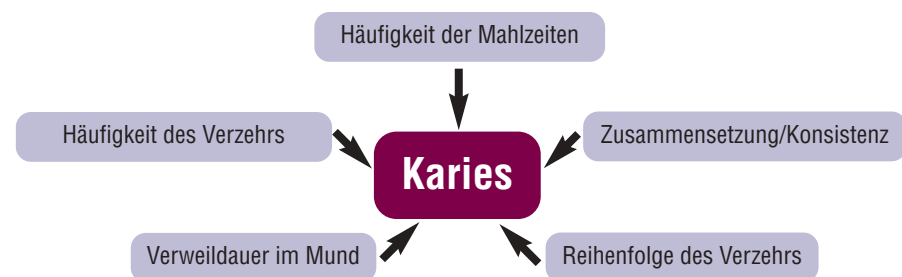 Häufigkeit der Mahlzeiten
Häufigkeit des Verzehrs
Zusammensetzung/Konsistenz
Karies
Verweildauer im Mund
Reihenfolge des Verzehrs